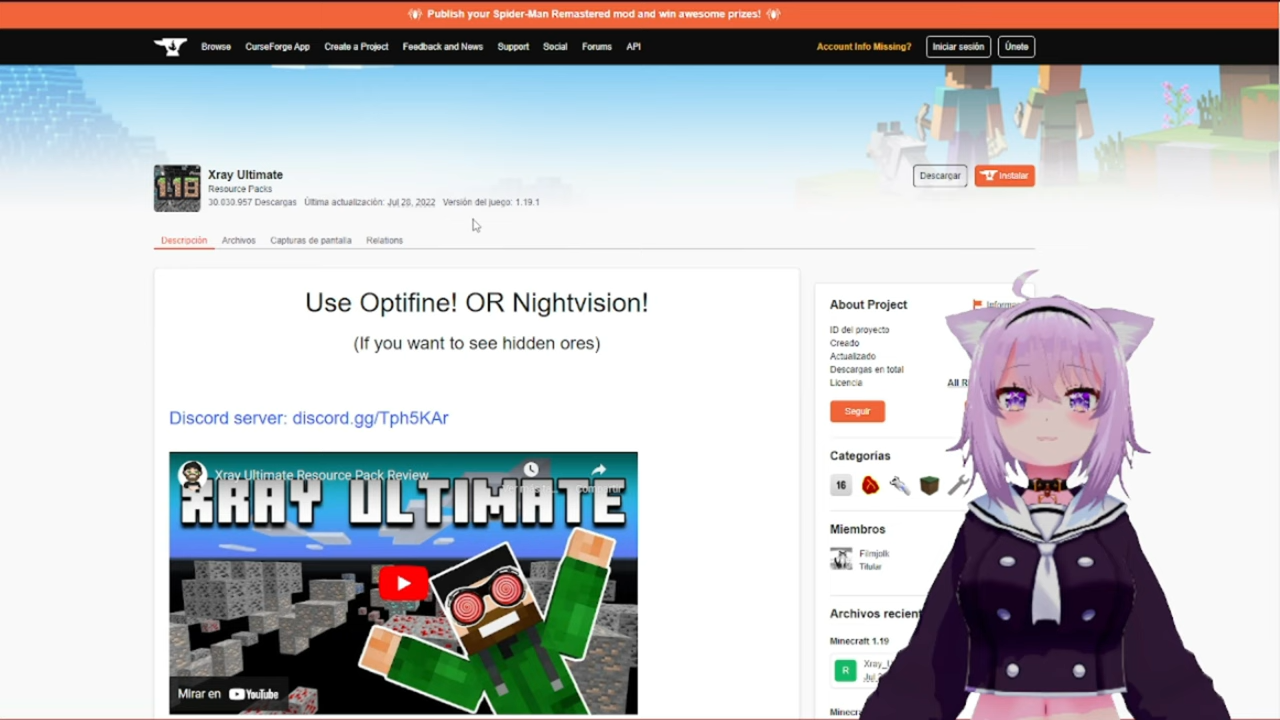 Publish your Spider-Man Remastered mod and win awesome prizes!
Browse CurseForge App Create a Project Feedback and News Support Social Forums API Account Info Missing? Iniciar sesión Únete
1.18
Xray Ultimate
Resource Packs
30.030.957 Descargas Última actualización: Jul 28, 2022 Versión del juego: 1.19.1
Descargar Instalar
Descripción Archivos Capturas de pantalla Relations
Use Optifine! OR Nightvision!
(If you want to see hidden ores)
Discord server: discord.gg/Tph5KAr
Xray Ultimate Resource Pack Review
XRAY ULTIMATE
Mirar en YouTube
About Project
ID del proyecto
Creado
Actualizado
Descargas en total
Licencia All
Seguir
Categorías
16
Miembros
Filmjolk
Titular
Archivos
Minecraft 1.19
R